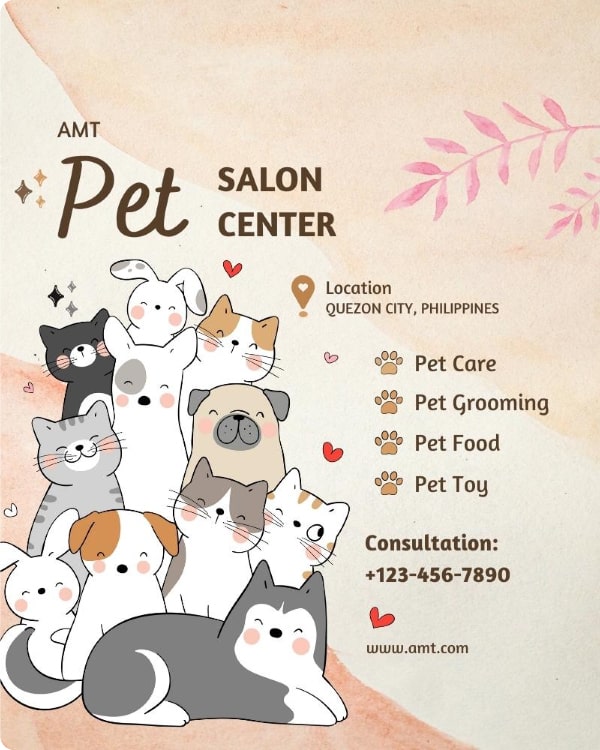 AMT
Pet SALON
CENTER
Location
QUEZON CITY, PHILIPPINES
Pet Care
Pet Grooming
Pet Food
Pet Toy
Consultation:
+123-456-7890
www.amt.com